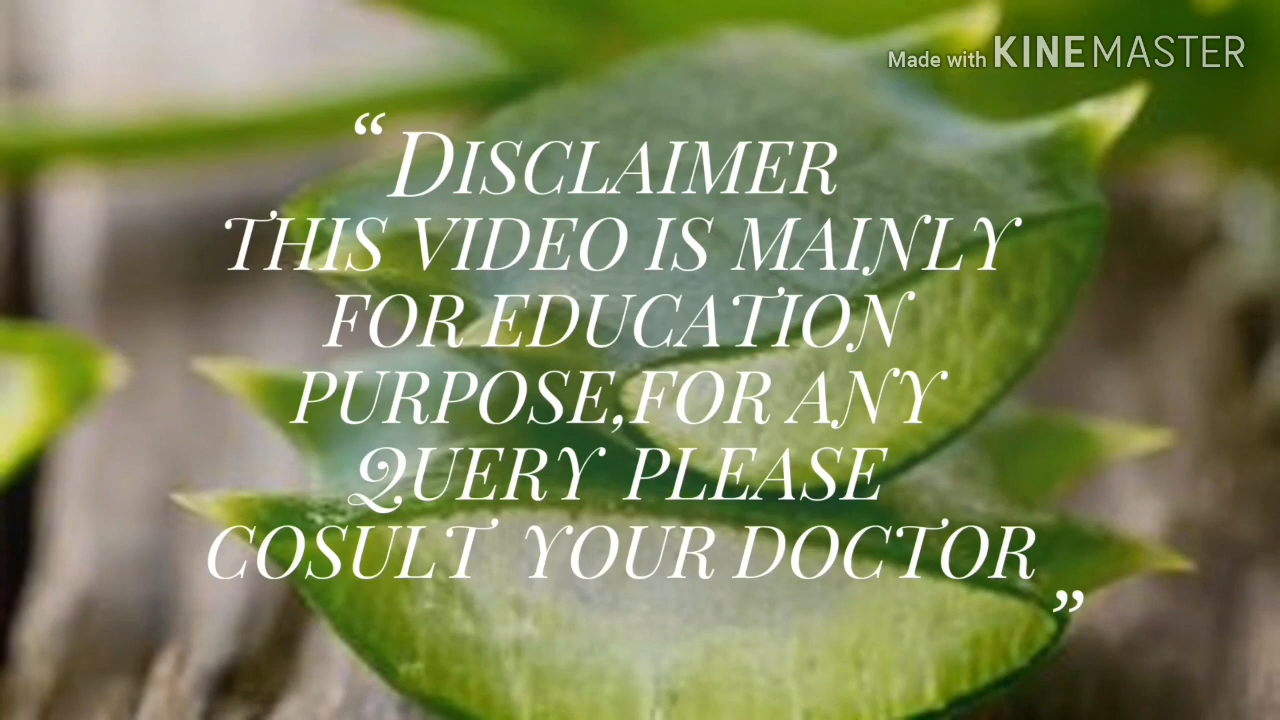 Made with KINEMASTER
“DISCLAIMER
THIS VIDEO IS MAINLY
FOR EDUCATION
PURPOSE,FOR ANY
QUERY PLEASE
COSULT YOUR DOCTOR”